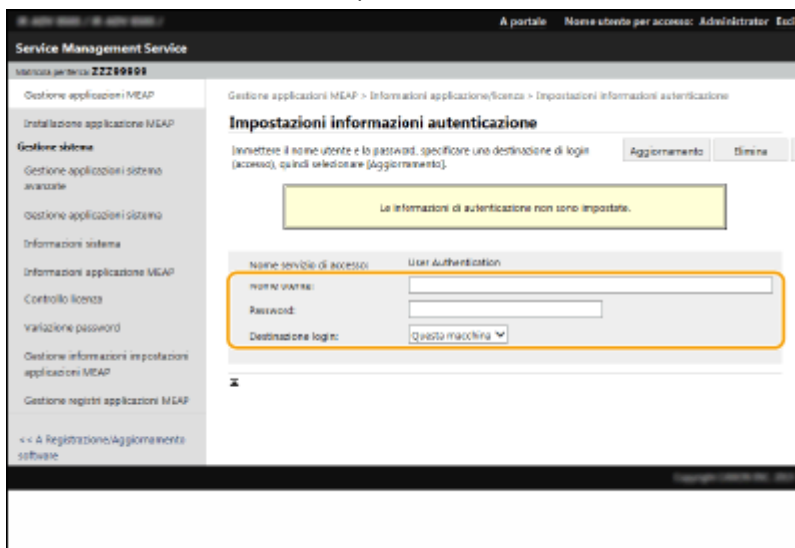 A portale Nome utente per accesso: Administrator
Service Management Service
Matricola periferica: ZZZ99999
Gestione applicazioni MEAP
Installazione applicazione MEAP
Gestione sistema
Gestione applicazioni sistema
avanzate
Gestione applicazioni sistema
Informazioni sistema
Informazioni applicazione MEAP
Controllo licenza
Variazione password
Gestione informazioni impostazioni
applicazioni MEAP
Gestione registri applicazioni MEAP
<< A Registrazione/Aggiornamento
software
Gestione applicazioni MEAP > Informazioni applicazione/licenza > Impostazioni informazioni autenticazione
Impostazioni informazioni autenticazione
Immettere il nome utente e la password, specificare una destinazione di login
(accesso), quindi selezionare [Aggiornamento].
Aggiornamento Elimina
Le informazioni di autenticazione non sono impostate.
Nome servizio di accesso: User Authentication
Nome utente:
Password:
Destinazione login: Questa macchina